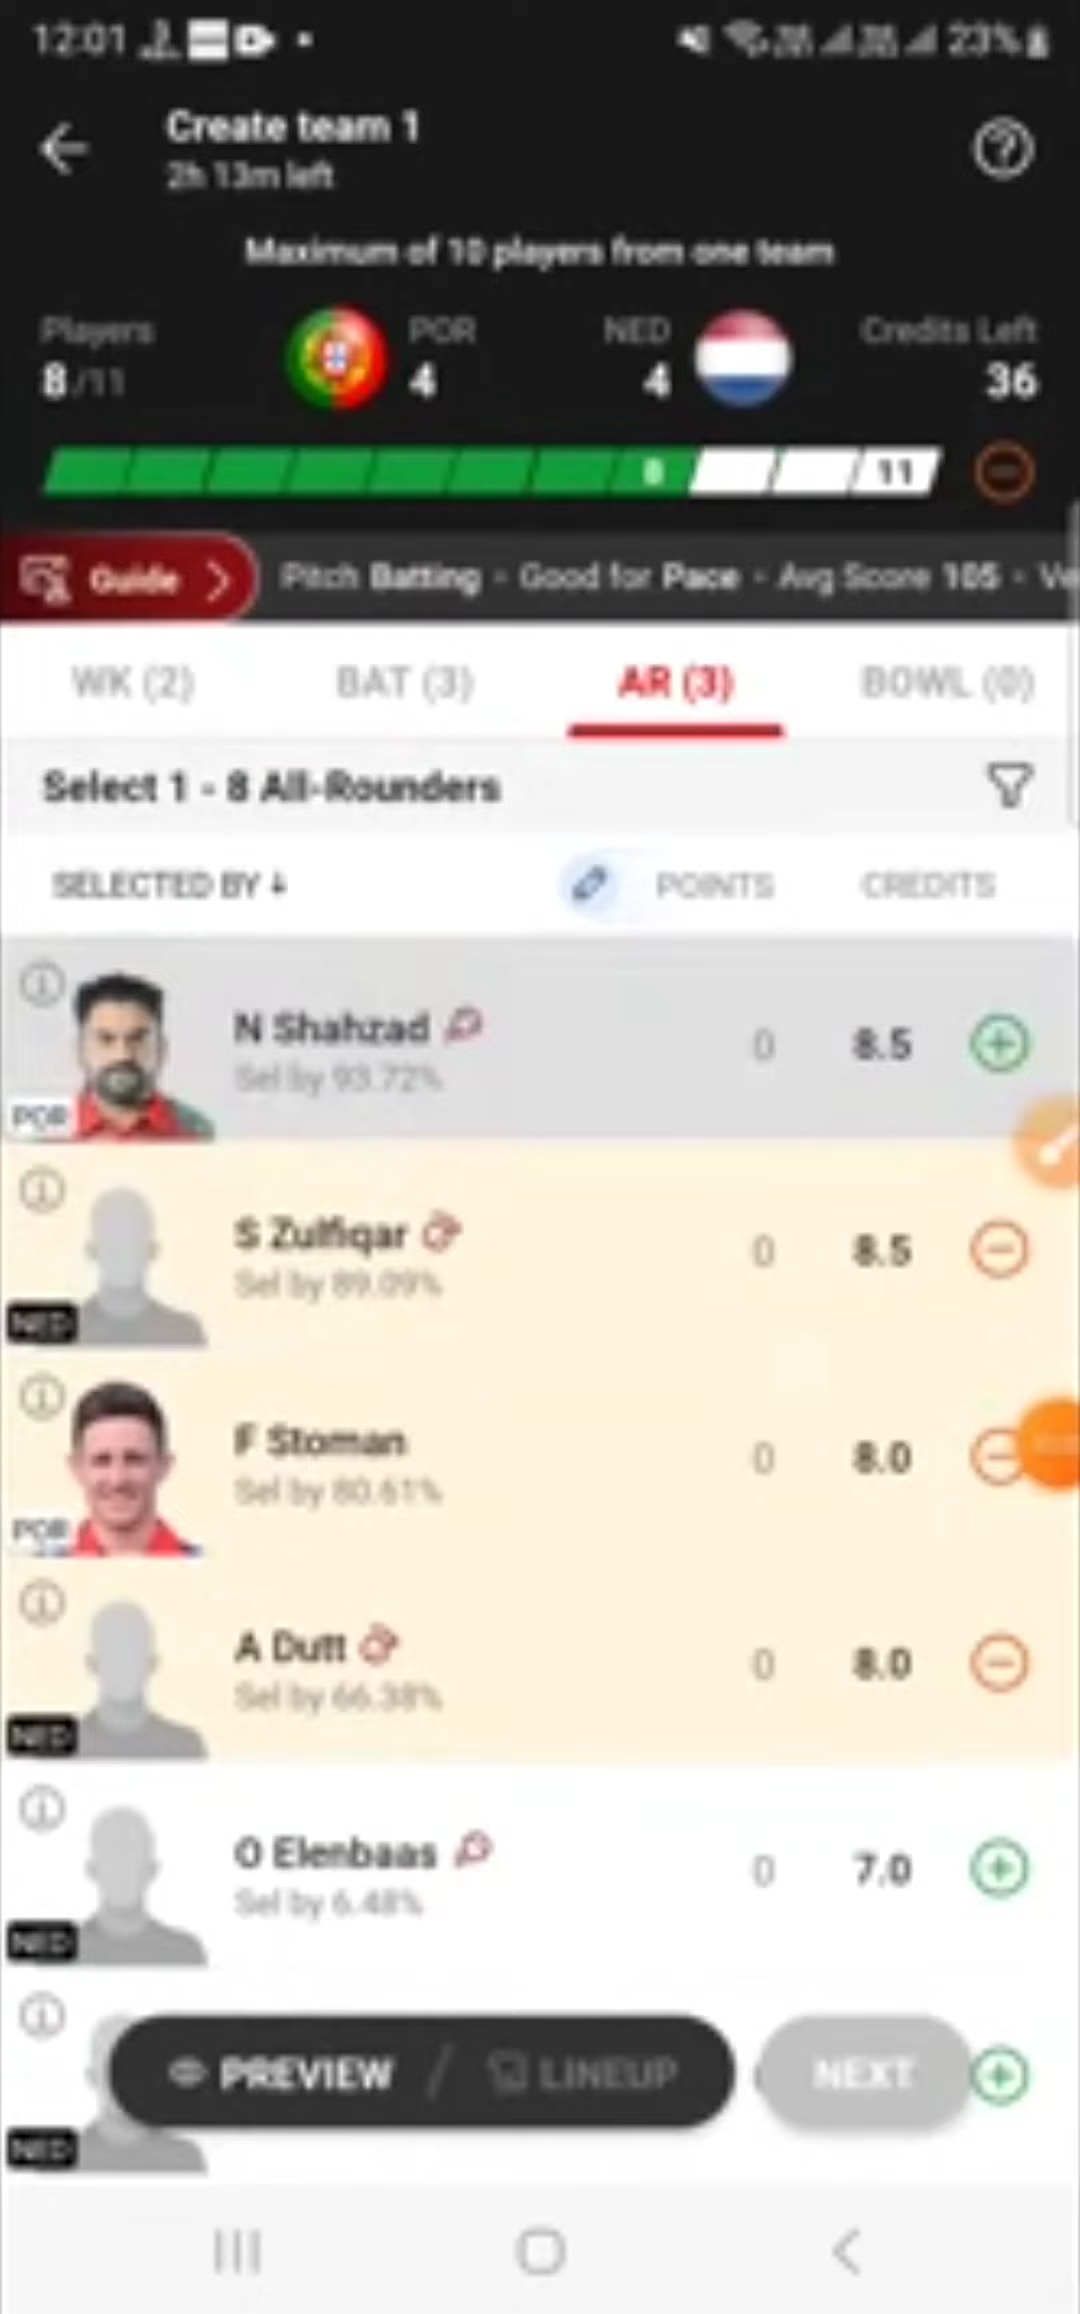 12:01 23%
Create team 1
2h 13m left
Maximum of 10 players from one team
Players POR NED Credits Left
8/11 4 4 36
8 11
Guide Pitch Batting • Good for Pace • Avg Score 105 • Ve
WK (2) BAT (3) AR (3) BOWL (0)
Select 1 - 8 All-Rounders
SELECTED BY ↓ POINTS CREDITS
N Shahzad 0 8.5
Sel by 93.72%
POR
S Zulfiqar 0 8.5
Sel by 89.09%
NED
F Stoman 0 8.0
Sel by 80.61%
POR
A Dutt 0 8.0
Sel by 66.38%
NED
O Elenbaas 0 7.0
Sel by 6.48%
NED
PREVIEW / LINEUP NEXT
NED